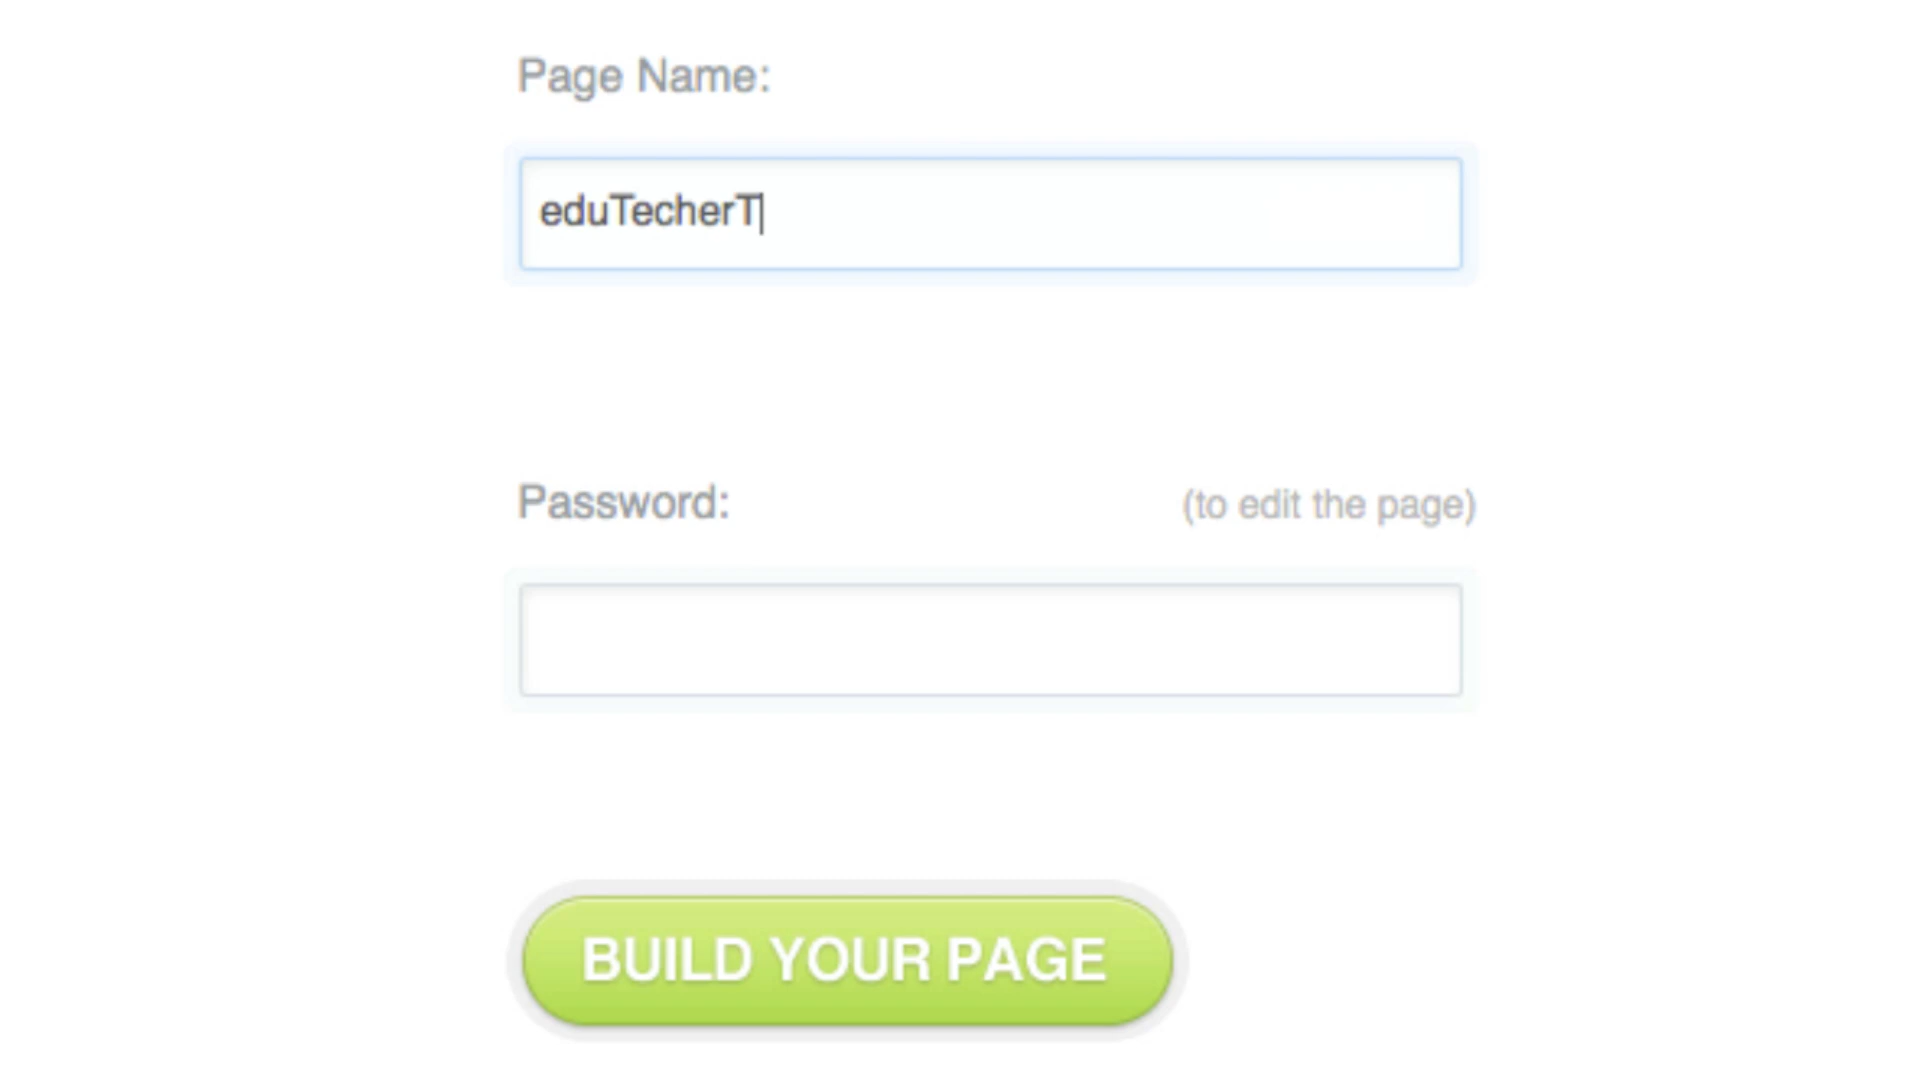 Page Name:
eduTecherT
Password:
(to edit the page)
BUILD YOUR PAGE